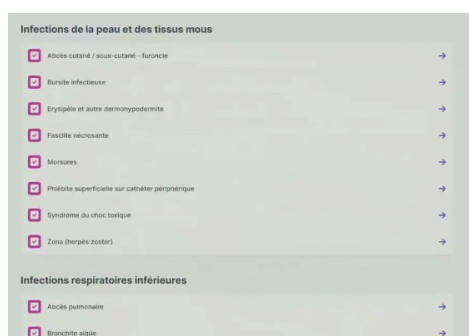 Infections de la peau et des tissus mous
Abcès cutané / sous-cutané - furoncle
Bursite infectieuse
Erysipèle et autre dermohypodermite
Fasciite nécrosante
Morsures
Phlébite superficielle sur cathéter périphérique
Syndrome du choc toxique
Zona (herpès zoster)
Infections respiratoires inférieures
Abcès pulmonaire
Bronchite aigüe